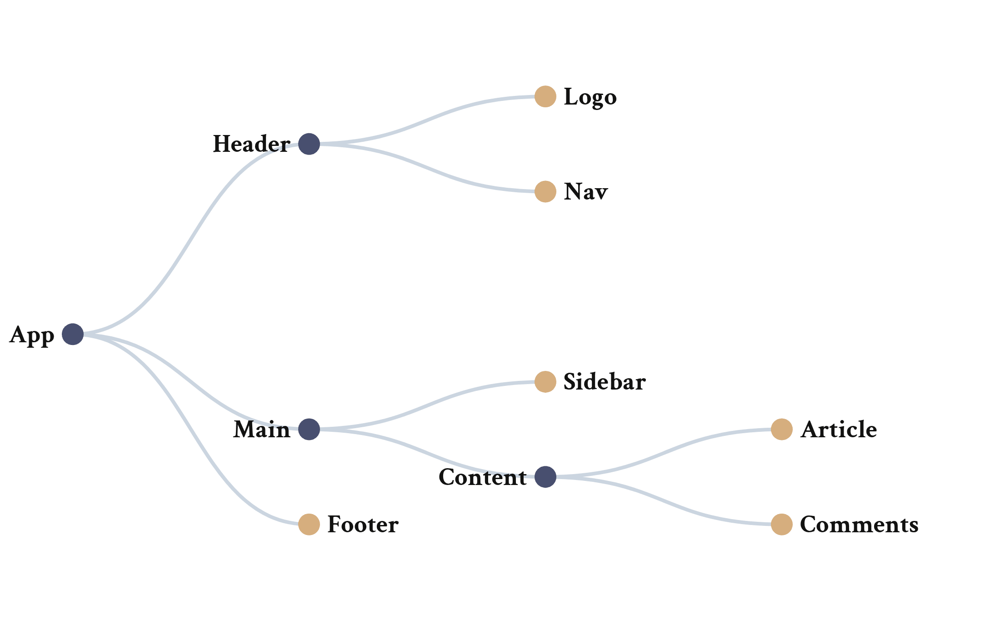 Logo
Header
Nav
App
Sidebar
Main
Article
Content
Footer
Comments